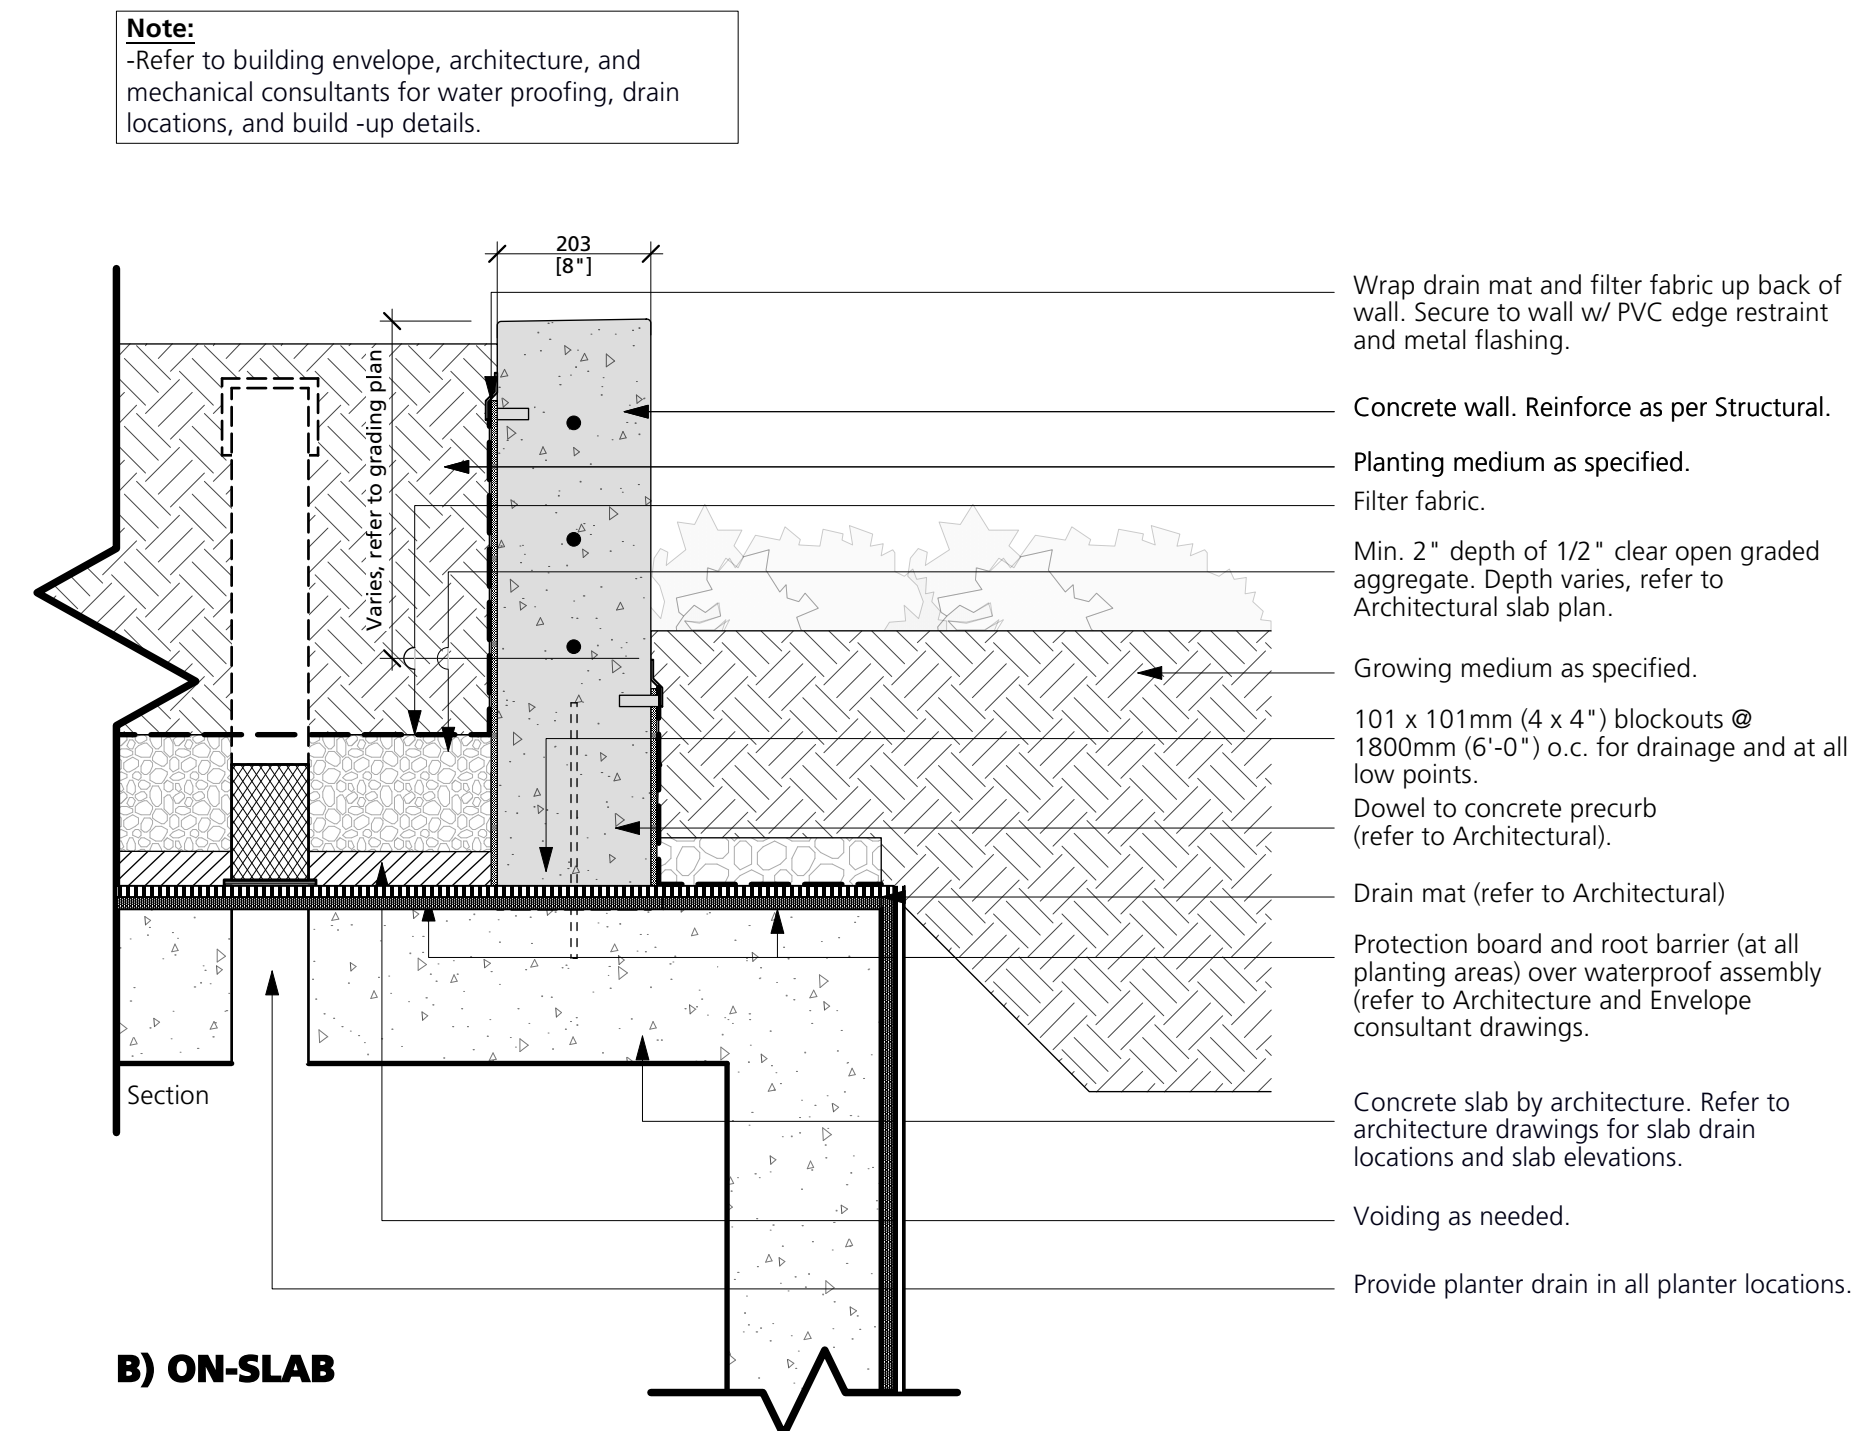 Note:
-Refer to building envelope, architecture, and
mechanical consultants for water proofing, drain
locations, and build -up details.
203
[8"]
Varies, refer to grading plan
Wrap drain mat and filter fabric up back of
wall. Secure to wall w/ PVC edge restraint
and metal flashing.
Concrete wall. Reinforce as per Structural.
Planting medium as specified.
Filter fabric.
Min. 2" depth of 1/2" clear open graded
aggregate. Depth varies, refer to
Architectural slab plan.
Growing medium as specified.
101 x 101mm (4 x 4") blockouts @
1800mm (6'-0") o.c. for drainage and at all
low points.
Dowel to concrete precurb
(refer to Architectural).
Drain mat (refer to Architectural)
Protection board and root barrier (at all
planting areas) over waterproof assembly
(refer to Architecture and Envelope
consultant drawings.
Section
Concrete slab by architecture. Refer to
architecture drawings for slab drain
locations and slab elevations.
Voiding as needed.
Provide planter drain in all planter locations.
B) ON-SLAB